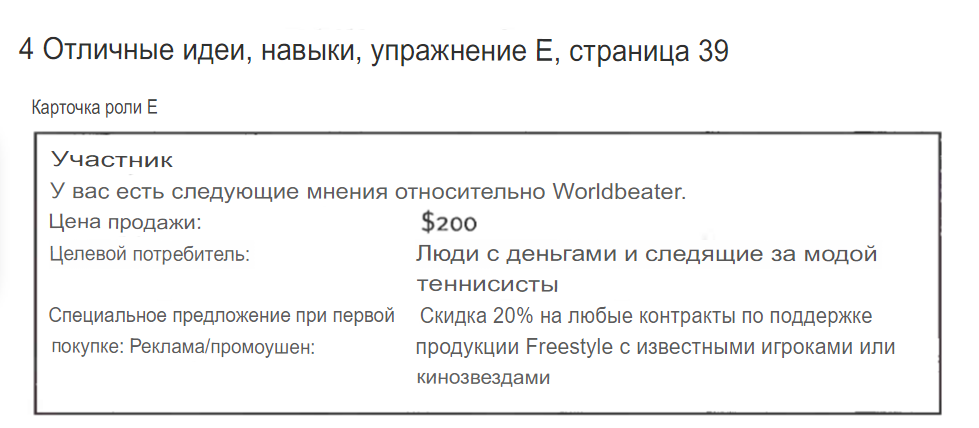 4 Отличные идеи, навыки, упражнение E, страница 39
Карточка роли E
Участник
У вас есть следующие мнения относительно Worldbeater.
Цена продажи: $200
Целевой потребитель: Люди с деньгами и следящие за модой
теннисисты
Специальное предложение при первой Скидка 20% на любые контракты по поддержке
покупке: Реклама/промоушен: продукции Freestyle с известными игроками или
кинозвездами